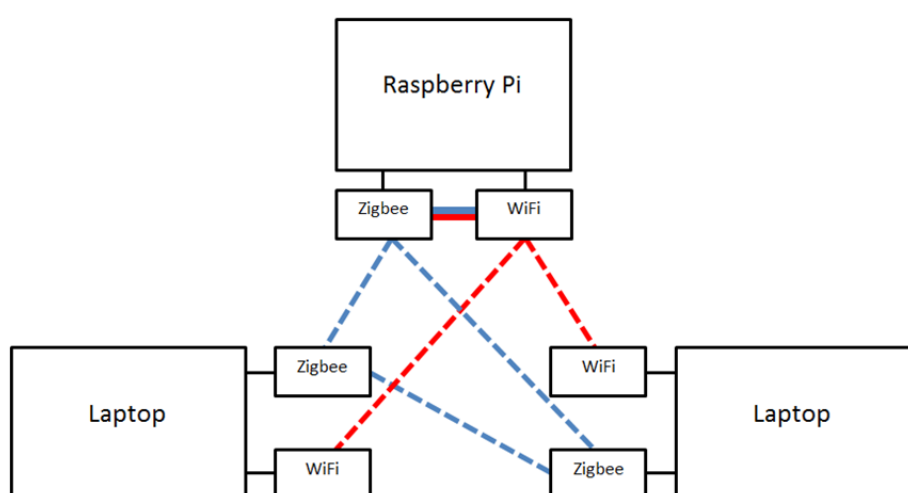 Raspberry Pi
Zigbee
WiFi
Zigbee
WiFi
Laptop
Laptop
WiFi
Zigbee